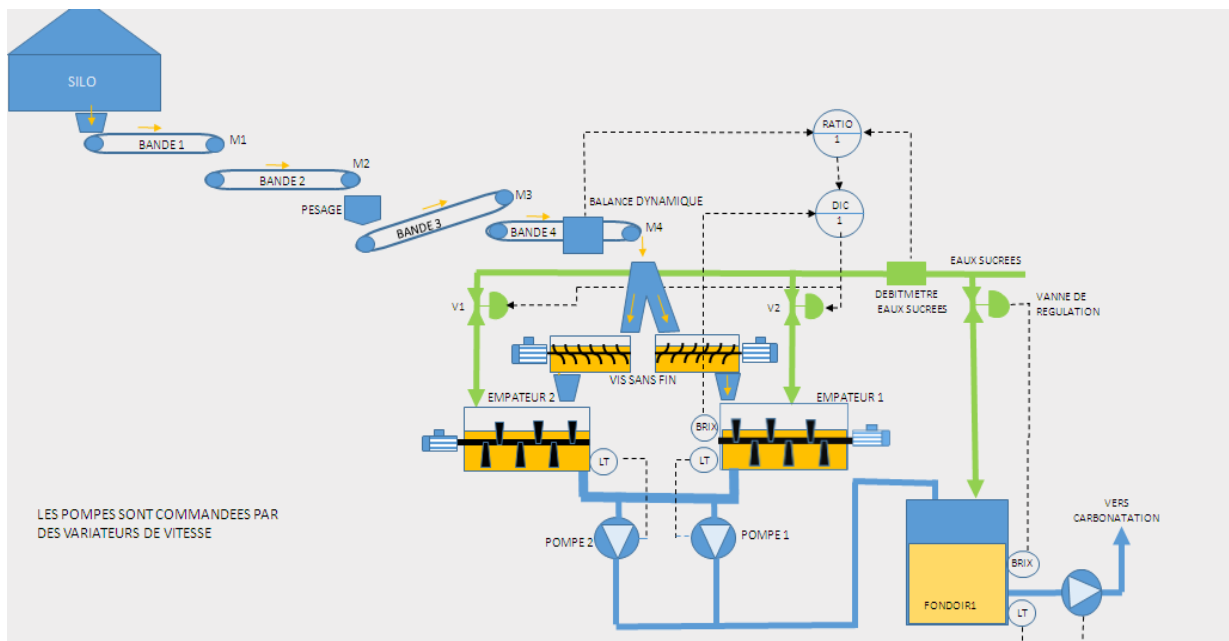 SILO
BANDE 1
M1
BANDE 2
M2
PESAGE
BANDE 3
M3
BALANCE DYNAMIQUE
BANDE 4
M4
RATIO
1
DIC
1
EAUX SUCREES
DEBITMETRE
EAUX SUCREES
VANNE DE
REGULATION
V1
V2
VIS SANS FIN
EMPATEUR 2
EMPATEUR 1
BRIX
LT
LT
LES POMPES SONT COMMANDEES PAR
DES VARIATEURS DE VITESSE
POMPE 2
POMPE 1
VERS
CARBONATATION
BRIX
FONDOIR1
LT